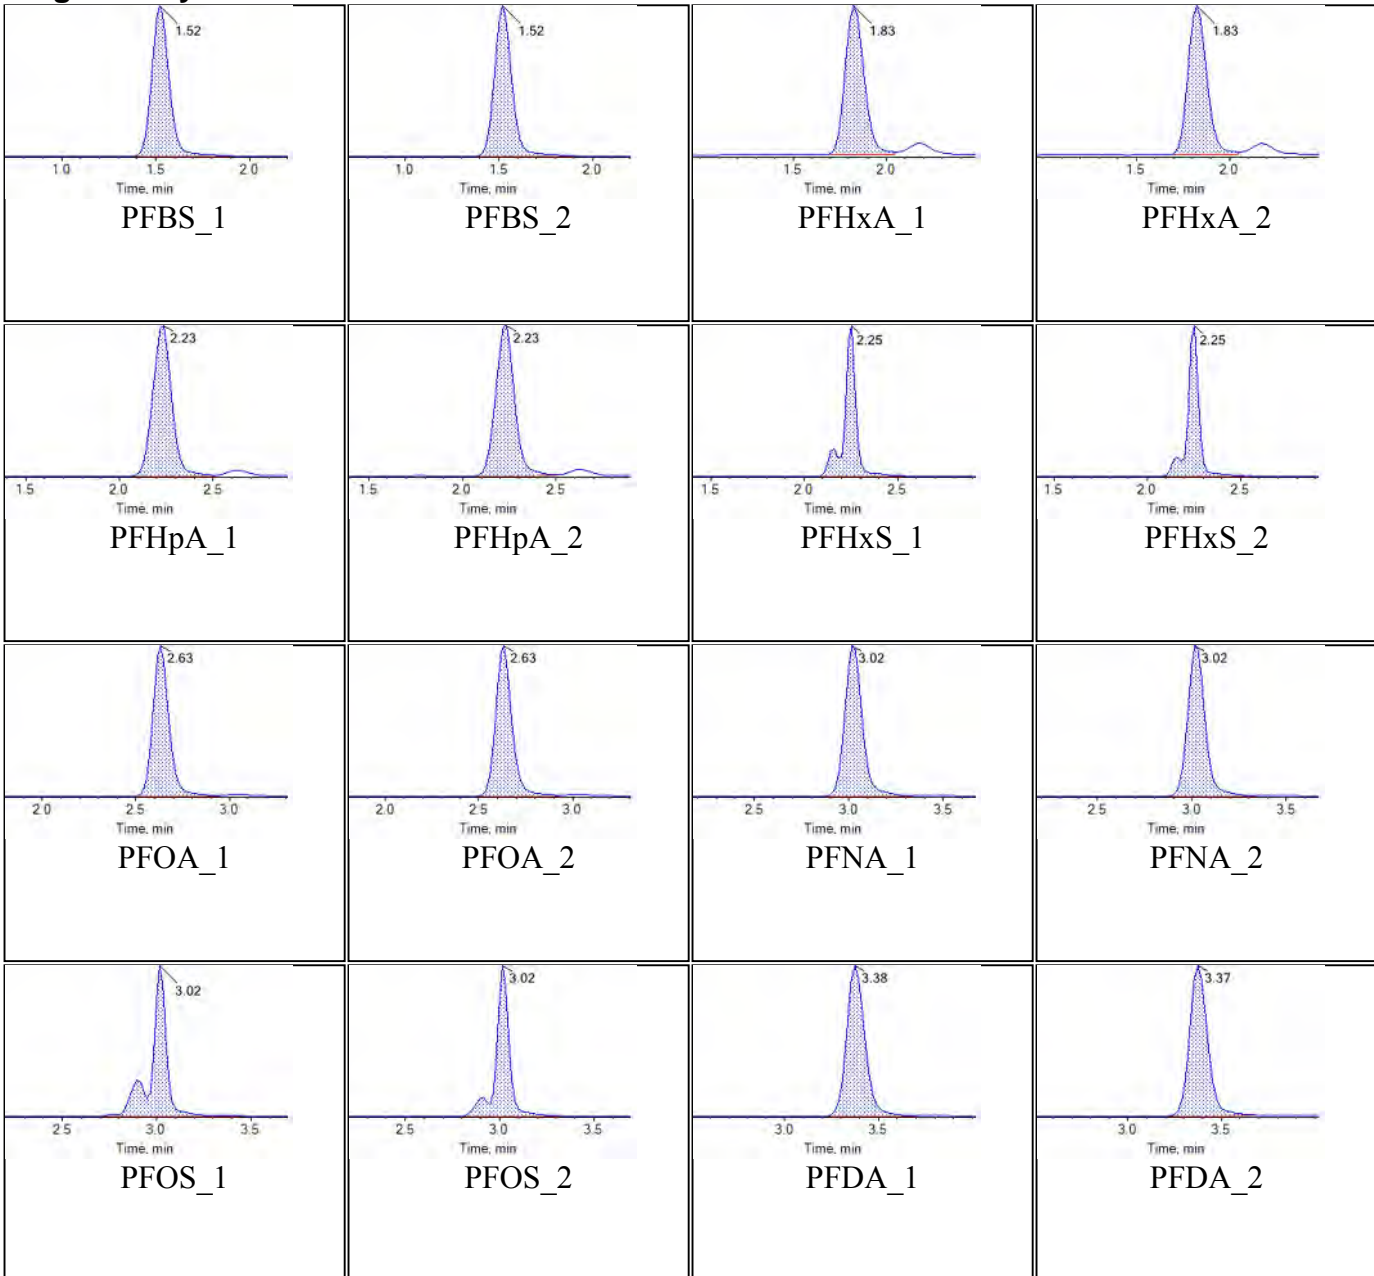 1.52 1.52 1.83 1.83
1.0 1.5 2.0 1.0 1.5 2.0 1.5 2.0 1.5 2.0
Time, min Time, min Time, min Time, min
PFBS_1 PFBS_2 PFHxA_1 PFHxA_2
2.23 2.23 2.25 2.25
1.5 2.0 2.5 1.5 2.0 2.5 1.5 2.0 2.5 1.5 2.0 2.5
Time, min Time, min Time, min Time, min
PFHpA_1 PFHpA_2 PFHxS_1 PFHxS_2
2.63 2.63 3.02 3.02
2.0 2.5 3.0 2.0 2.5 3.0 2.5 3.0 3.5 2.5 3.0 3.5
Time, min Time, min Time, min Time, min
PFOA_1 PFOA_2 PFNA_1 PFNA_2
3.02 3.02 3.38 3.37
2.5 3.0 3.5 2.5 3.0 3.5 3.0 3.5 3.0 3.5
Time, min Time, min Time, min Time, min
PFOS_1 PFOS_2 PFDA_1 PFDA_2